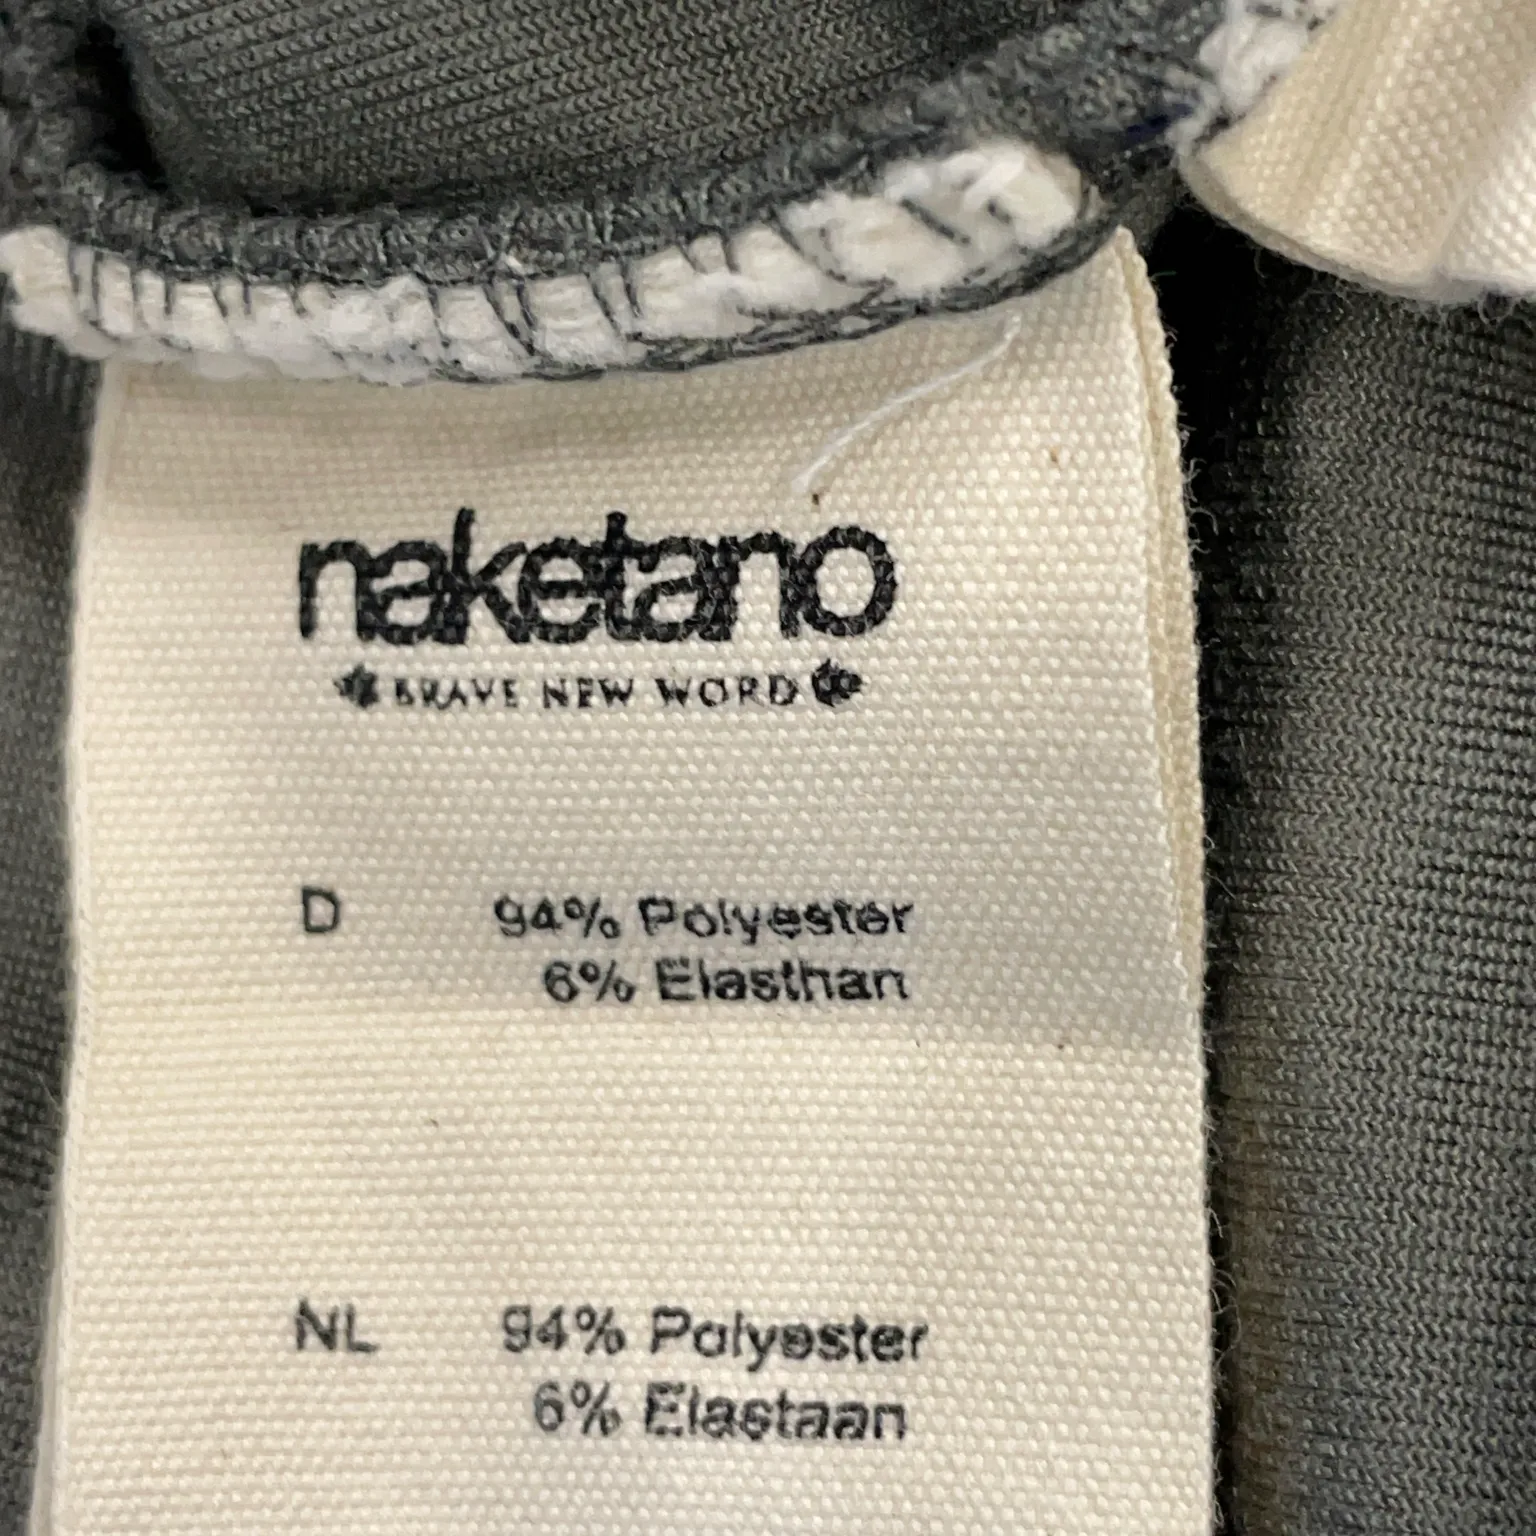 naketano
BRAVE NEW WORD
D 94% Polyester
6% Elasthan
NL 94% Polyester
6% Elastaan